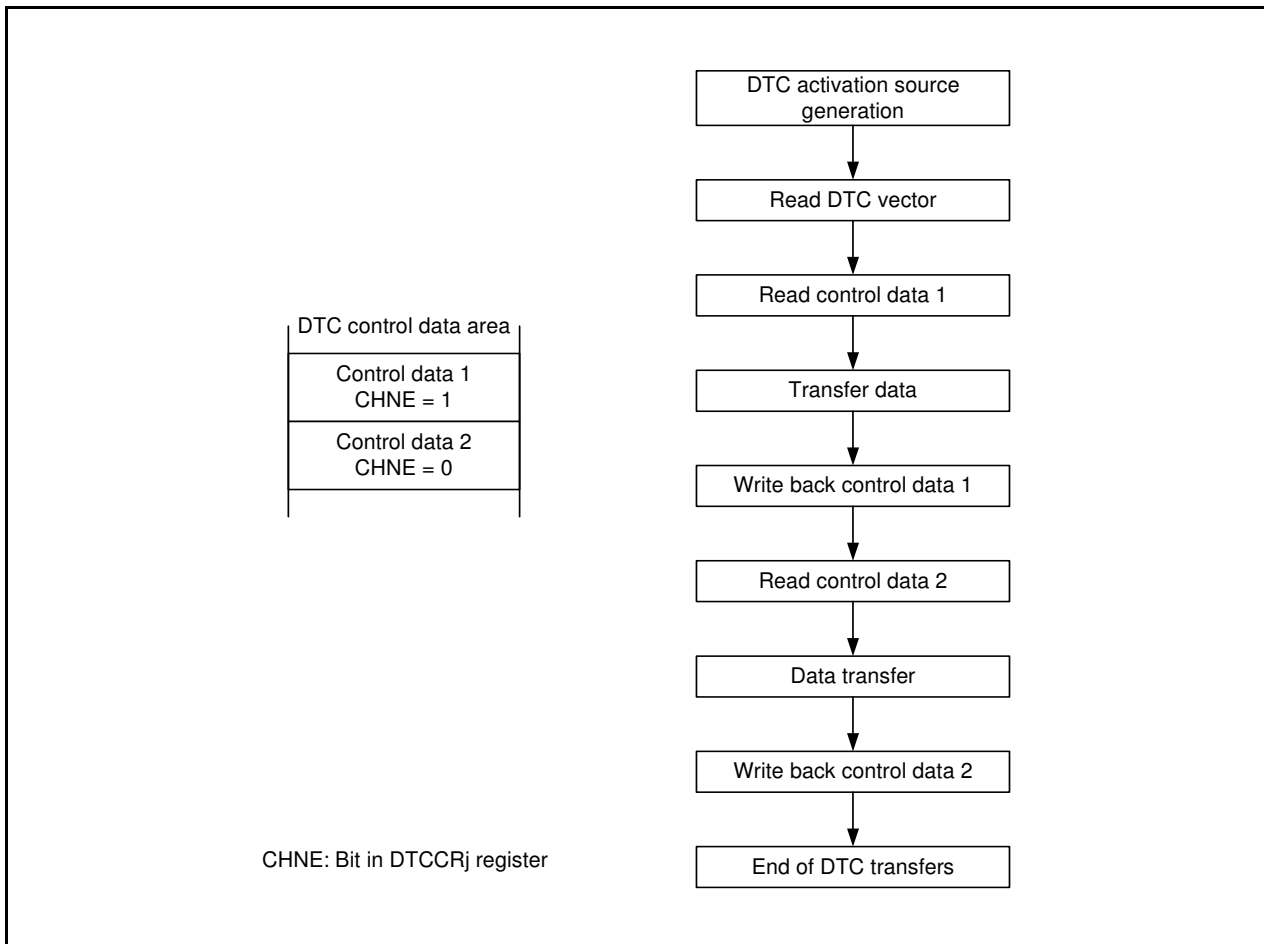 DTC control data area
Control data 1
CHNE = 1
Control data 2
CHNE = 0
CHNE: Bit in DTCCRj register
DTC activation source
generation
Read DTC vector
Read control data 1
Transfer data
Write back control data 1
Read control data 2
Data transfer
Write back control data 2
End of DTC transfers